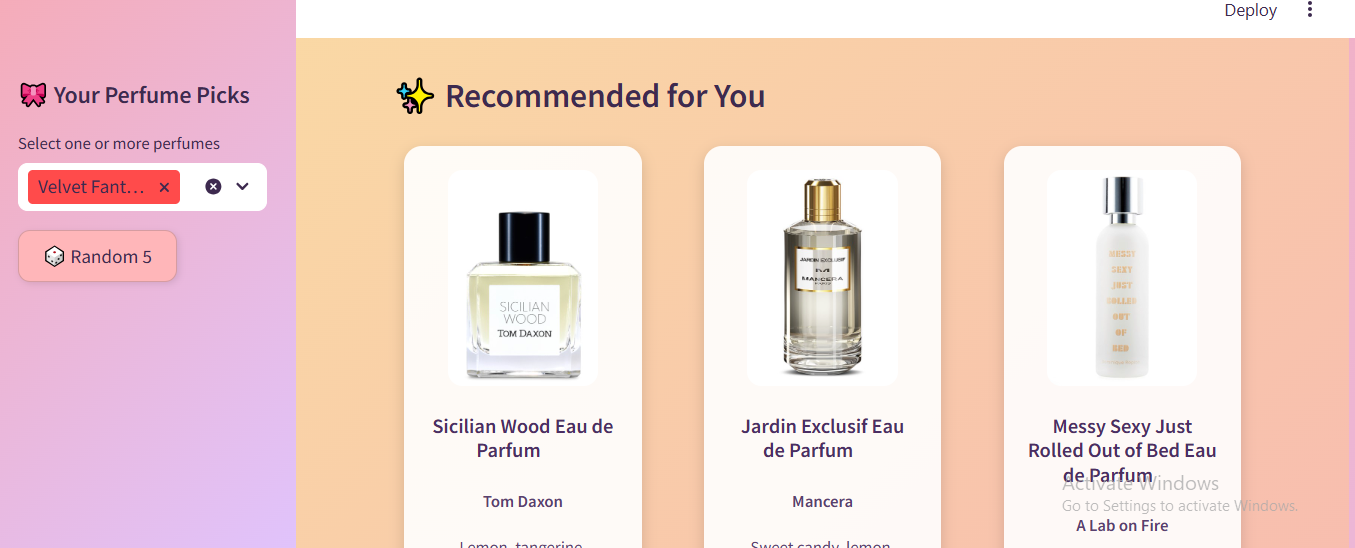 Deploy
Your Perfume Picks
Select one or more perfumes
Velvet Fant...
Random 5
Recommended for You
SICILIAN
WOOD
TOM DAXON
Sicilian Wood Eau de
Parfum
Tom Daxon
Lemon, tangerine
JARDIN EXCLUSIF
MANCERA
Jardin Exclusif Eau
de Parfum
Mancera
Sweet candy, lemon
MESSY
SEXY
JUST
ROLLED
OUT
OF
BED
Messy Sexy Just
Rolled Out of Bed Eau
de Parfum
A Lab on Fire
Activate Windows
Go to Settings to activate Windows.